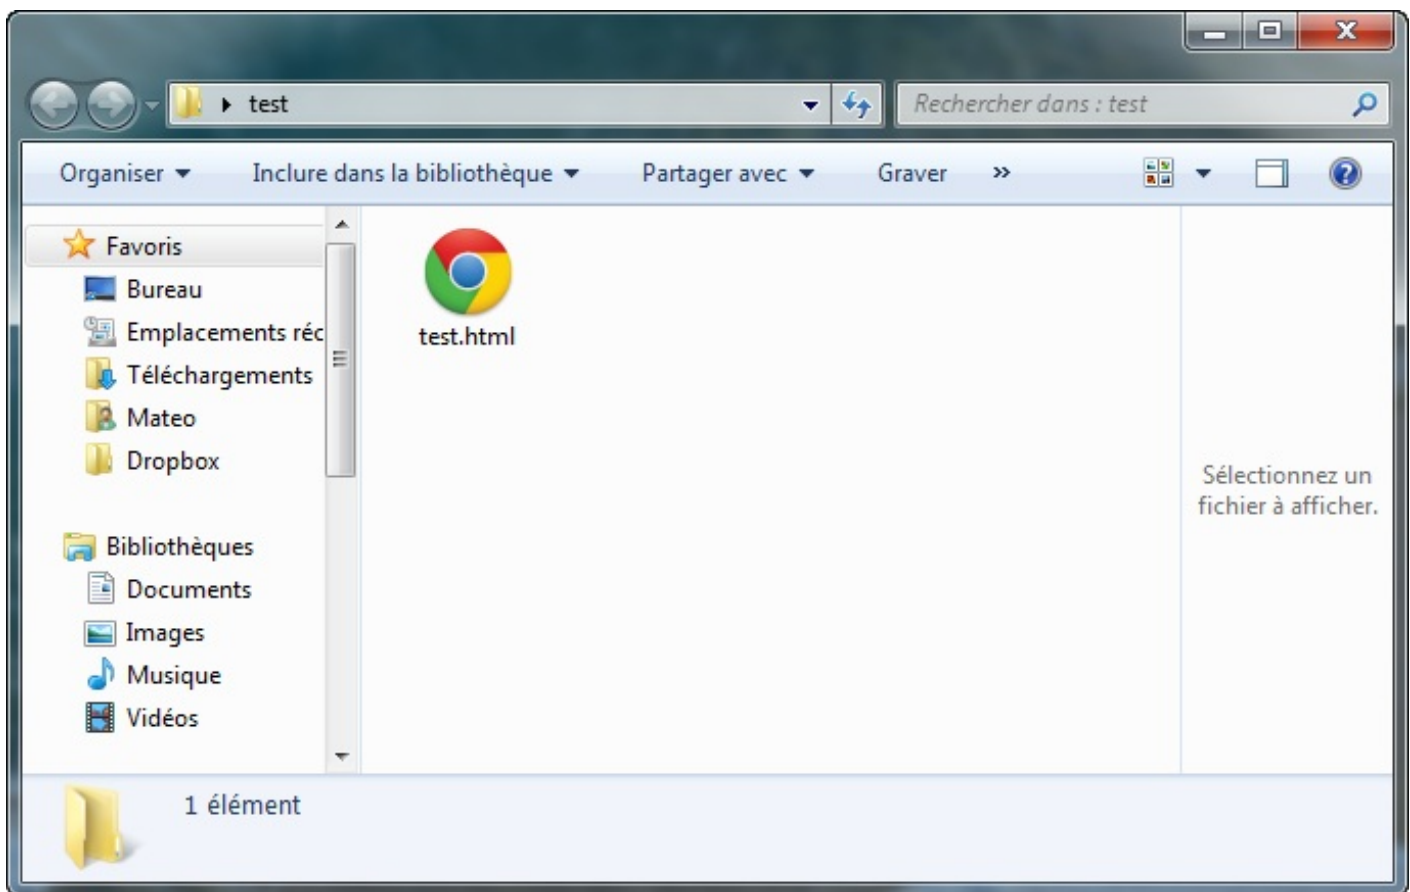 test
Rechercher dans : test
Organiser Inclure dans la bibliothèque Partager avec Graver »
Favoris
Bureau
Emplacements réc
Téléchargements
Mateo
Dropbox
Bibliothèques
Documents
Images
Musique
Vidéos
test.html
Sélectionnez un
fichier à afficher.
1 élément